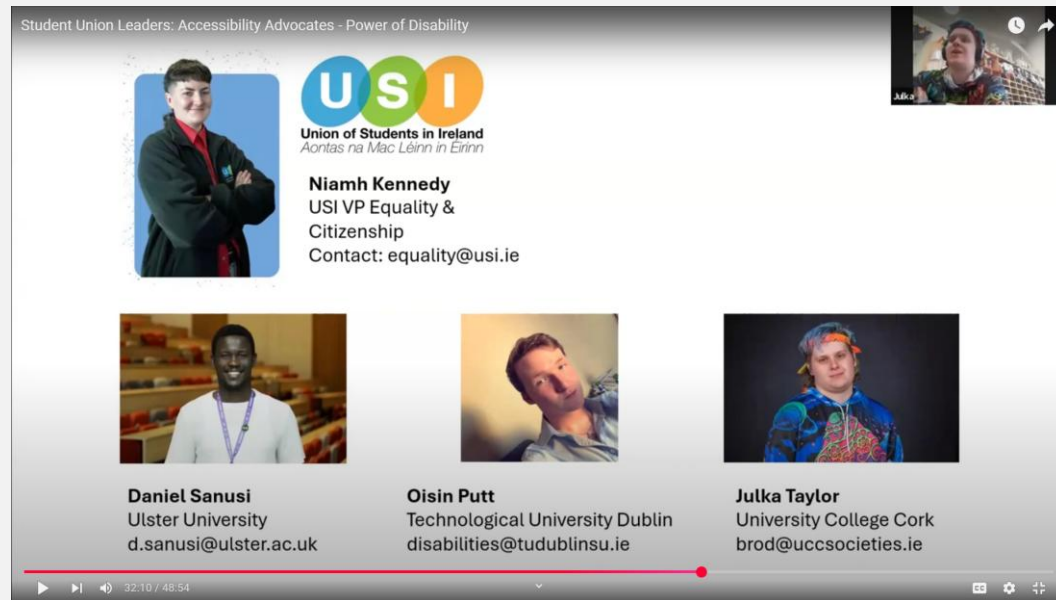 Student Union Leaders: Accessibility Advocates - Power of Disability
Julka
USI
Union of Students in Ireland
Aontas na Mac Léinn in Éirinn
Niamh Kennedy
USI VP Equality &
Citizenship
Contact: equality@usi.ie
Daniel Sanusi
Ulster University
d.sanusi@ulster.ac.uk
Oisin Putt
Technological University Dublin
disabilities@tudublinsu.ie
Julka Taylor
University College Cork
brod@uccsocieties.ie
32:10 / 48:54
CC